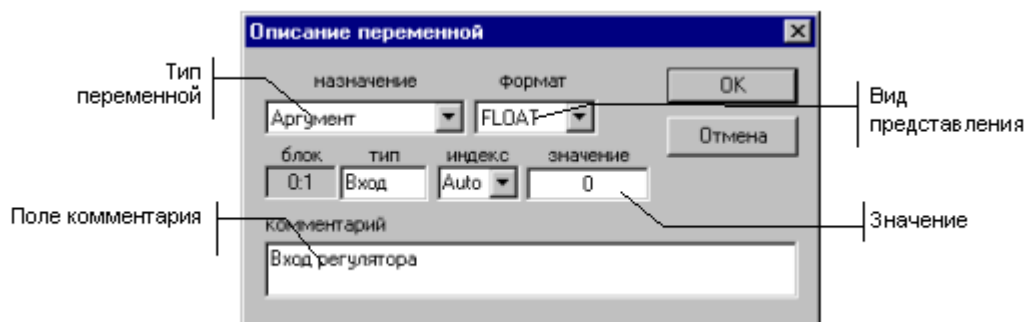 Описание переменной
Тип
переменной
назначение
формат
OK
Аргумент
FLOAT
Вид
представления
Отмена
блок
тип
индекс
значение
0:1
Вход
Auto
0
Поле комментария
Значение
комментарий
Вход регулятора